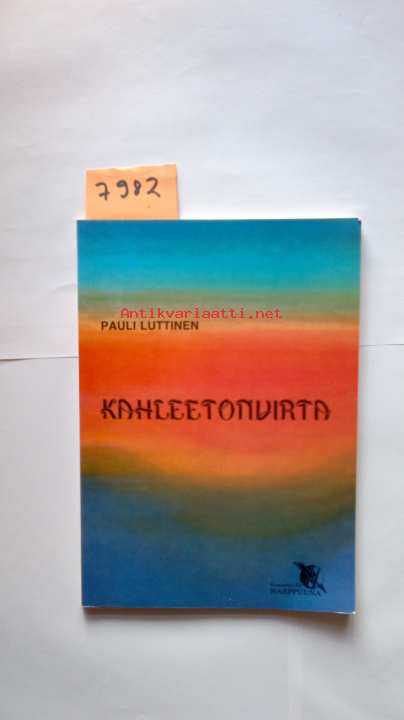 7982
Antikvariaatti.net
PAULI LUTTINEN
KAHLEETONVIRTA
HARPPUUNA